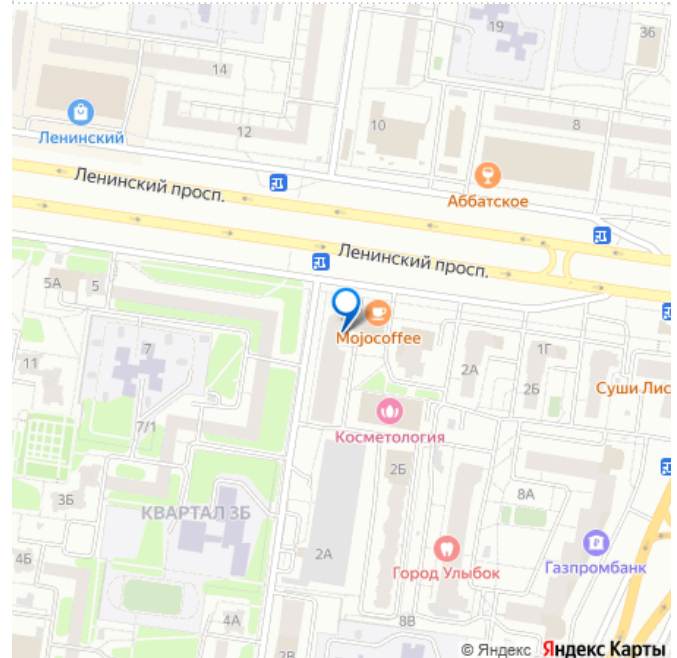 19
36
14
12
10
8
Ленинский
Аббатское
Ленинский просп.
Ленинский просп.
5А
5
Mojocoffee
7
11
2А
1Г
2Б
Суши Лис
7/1
Косметология
2Б
3Б
КВАРТАЛ 3Б
8А
2А
4Б
Город Улыбок
Газпромбанк
4А
8В
2В
© Яндекс Яндекс Карты